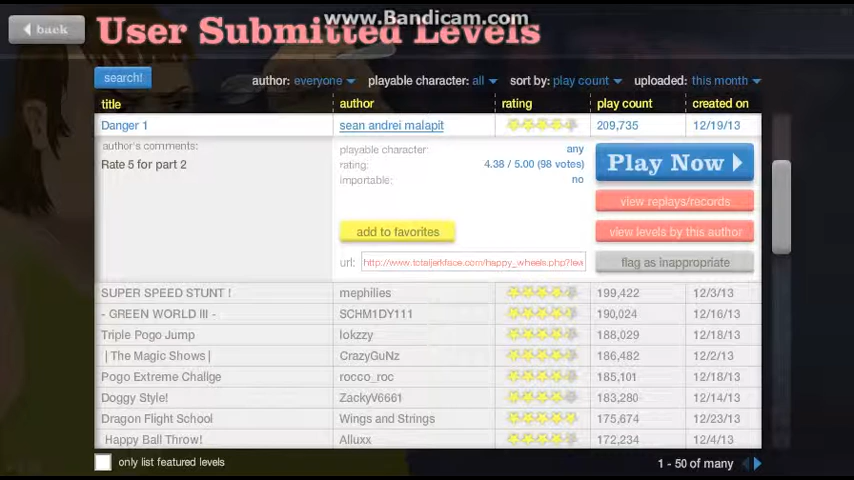 www.Bandicam.com
back
User Submitted Levels
search!
author: everyone playable character: all sort by: play count uploaded: this month
title author rating play count created on
Danger 1 sean andrei malapit 209,735 12/19/13
author's comments:
Rate 5 for part 2
playable character: any
rating: 4.38 / 5.00 (98 votes)
importable: no
Play Now
view replays/records
add to favorites
view levels by this author
url: http://www.totaljerkface.com/happy_wheels.php?lev
flag as inappropriate
SUPER SPEED STUNT ! mephilies 199,422 12/3/13
- GREEN WORLD III - SCHM1DY111 190,024 12/16/13
Triple Pogo Jump lokzzy 188,029 12/18/13
| The Magic Shows | CrazyGuNz 186,482 12/2/13
Pogo Extreme Challge rocco_roc 185,101 12/18/13
Doggy Style! ZackyV6661 183,280 12/14/13
Dragon Flight School Wings and Strings 175,674 12/23/13
Happy Ball Throw! Alluxx 172,234 12/4/13
only list featured levels
1 - 50 of many